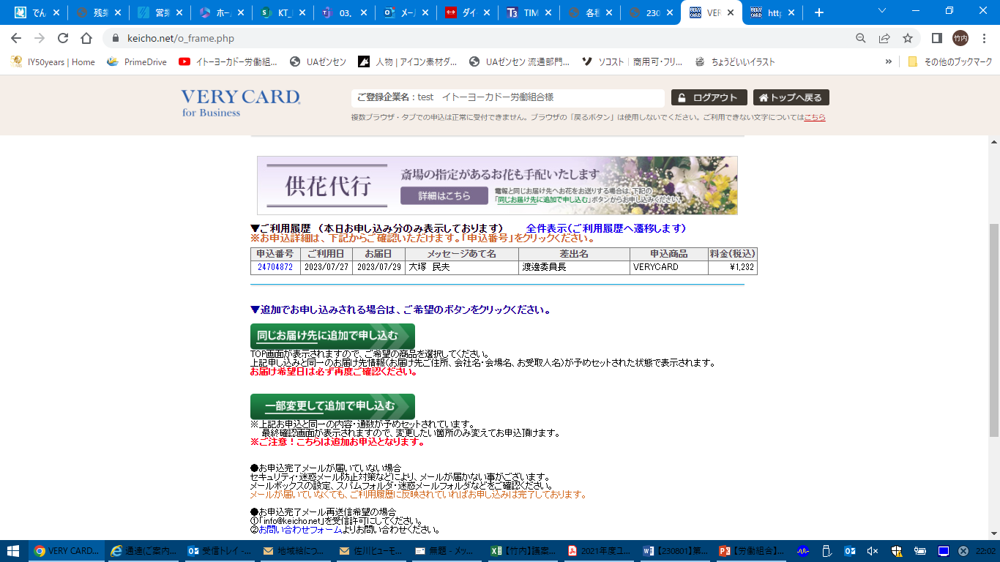 でん
残業
営業
ホーム
KT_
03.
メール
ダイ
TIM
各種
230
VER
http
keicho.net/o_frame.php
竹内
IY50years | Home
PrimeDrive
イトーヨーカドー労働組...
UAゼンセン
人物 | アイコン素材ダ...
UAゼンセン 流通部門...
ソコスト | 商用可・フリ...
ちょうどいいイラスト
»
その他のブックマーク
VERY CARD
for Business
ご登録企業名:test　イトーヨーカドー労働組合様
ログアウト
トップへ戻る
複数ブラウザ・タブでの申込は正常に受付できません。ブラウザの「戻るボタン」は使用しないでください。ご利用できない文字についてはこちら
供花代行
斎場の指定があるお花も手配いたします
詳細はこちら
電報と同じお届け先へお花をお送りする場合は、下記の
「同じお届け先に追加で申し込む」ボタンからお申し込みください。
▼ご利用履歴 （本日お申し込み分のみ表示しております）　全件表示(ご利用履歴へ遷移します)
※お申込詳細は、下記からご確認いただけます。「申込番号」をクリックください。
申込番号 ご利用日 お届日 メッセージあて名 差出名 申込商品 料金(税込)
24704872 2023/07/27 2023/07/29 大塚　民夫 渡邉委員長 VERYCARD ¥1,232
▼追加でお申し込みされる場合は、ご希望のボタンをクリックください。
同じお届け先に追加で申し込む
TOP画面が表示されますので、ご希望の商品を選択してください。
上記申し込みと同一のお届け先情報(お届け先ご住所、会社名・会場名、お受取人名)が予めセットされた状態で表示されます。
お届け希望日は必ず再度ご確認ください。
一部変更して追加で申し込む
※上記お申込と同一の内容・通数が予めセットされています。
最終確認画面が表示されますので、変更したい箇所のみ変えてお申込頂けます。
※ご注意！こちらは追加お申込となります。
●お申込完了メールが届いていない場合
セキュリティ・迷惑メール防止対策などにより、メールが届かない事がございます。
メールボックスの設定、スパムフォルダ・迷惑メールフォルダなどをご確認ください。
メールが届いていなくても、ご利用履歴に反映されていればお申し込みは完了しております。
●お申込完了メール再送信希望の場合
①「info@keicho.net」を受信許可にしてください。
②お問い合わせフォームよりお問い合わせください。
VERY CARD...
通達(ご案内...
受信トレイ -...
地域給につ...
佐川ヒューモ...
無題 - メッ...
【竹内】議案...
2021年度ユ...
【230801】第...
【労働組合】...
22:02